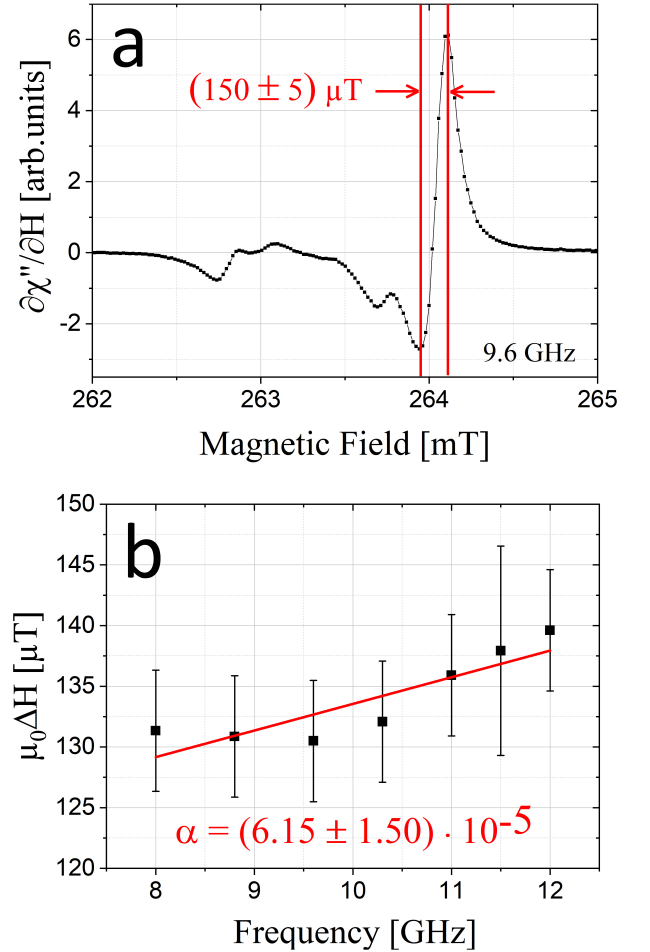 a
(150 ± 5) µT
∂χ"/∂H [arb.units]
6
4
2
0
-2
9.6 GHz
262 263 264 265
Magnetic Field [mT]
b
µ₀ΔH [µT]
150
145
140
135
130
125
120
α = (6.15 ± 1.50) · 10⁻⁵
8 9 10 11 12
Frequency [GHz]